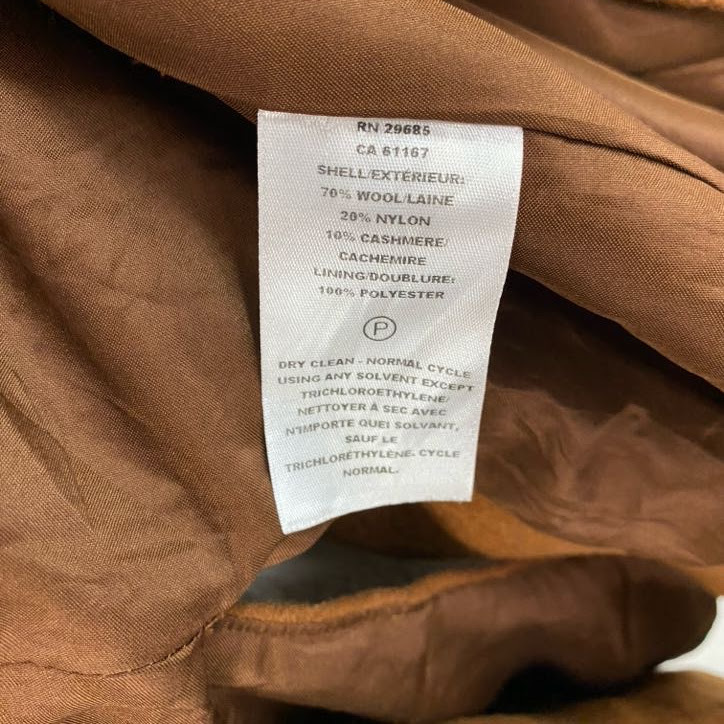 RN 29685
CA 61167
SHELL/EXTÉRIEUR:
70% WOOL/LAINE
20% NYLON
10% CASHMERE/
CACHEMIRE
LINING/DOUBLURE:
100% POLYESTER
P
DRY CLEAN - NORMAL CYCLE
USING ANY SOLVENT EXCEPT
TRICHLOROETHYLENE/
NETTOYER À SEC AVEC
N'IMPORTE QUEl SOLVANT,
SAUF LE
TRICHLORÉTHYLÈNE. CYCLE
NORMAL.